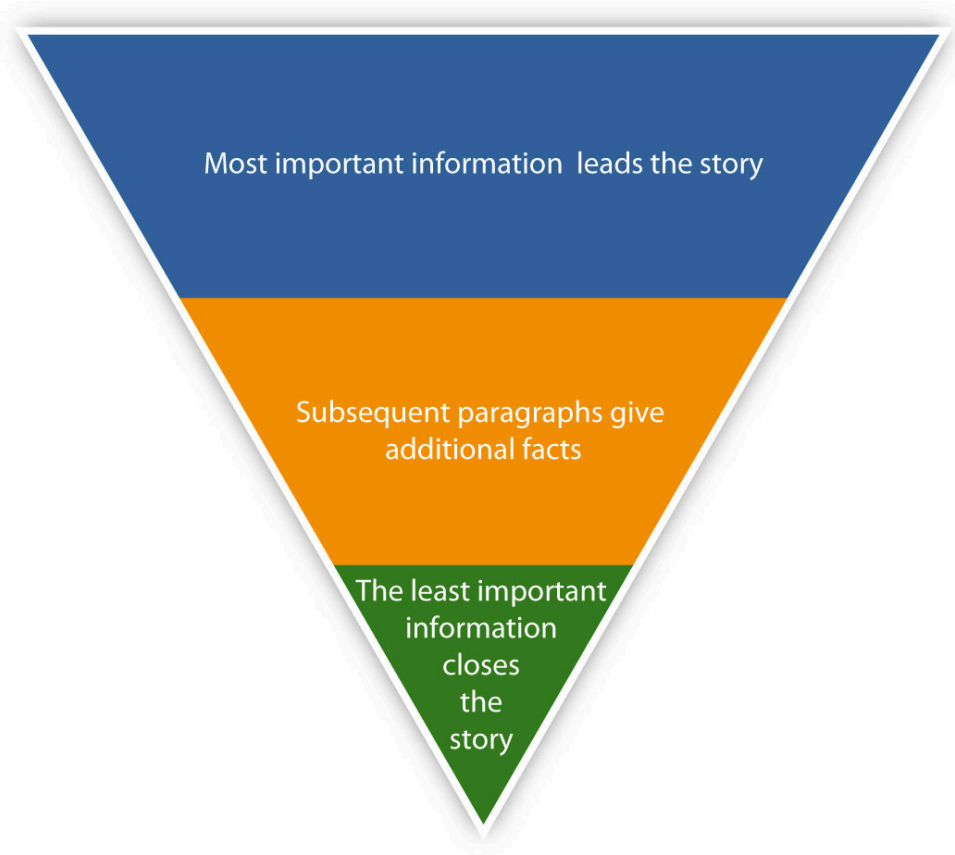 Most important information  leads the story
Subsequent paragraphs give
additional facts
The least important
information
closes
the
story